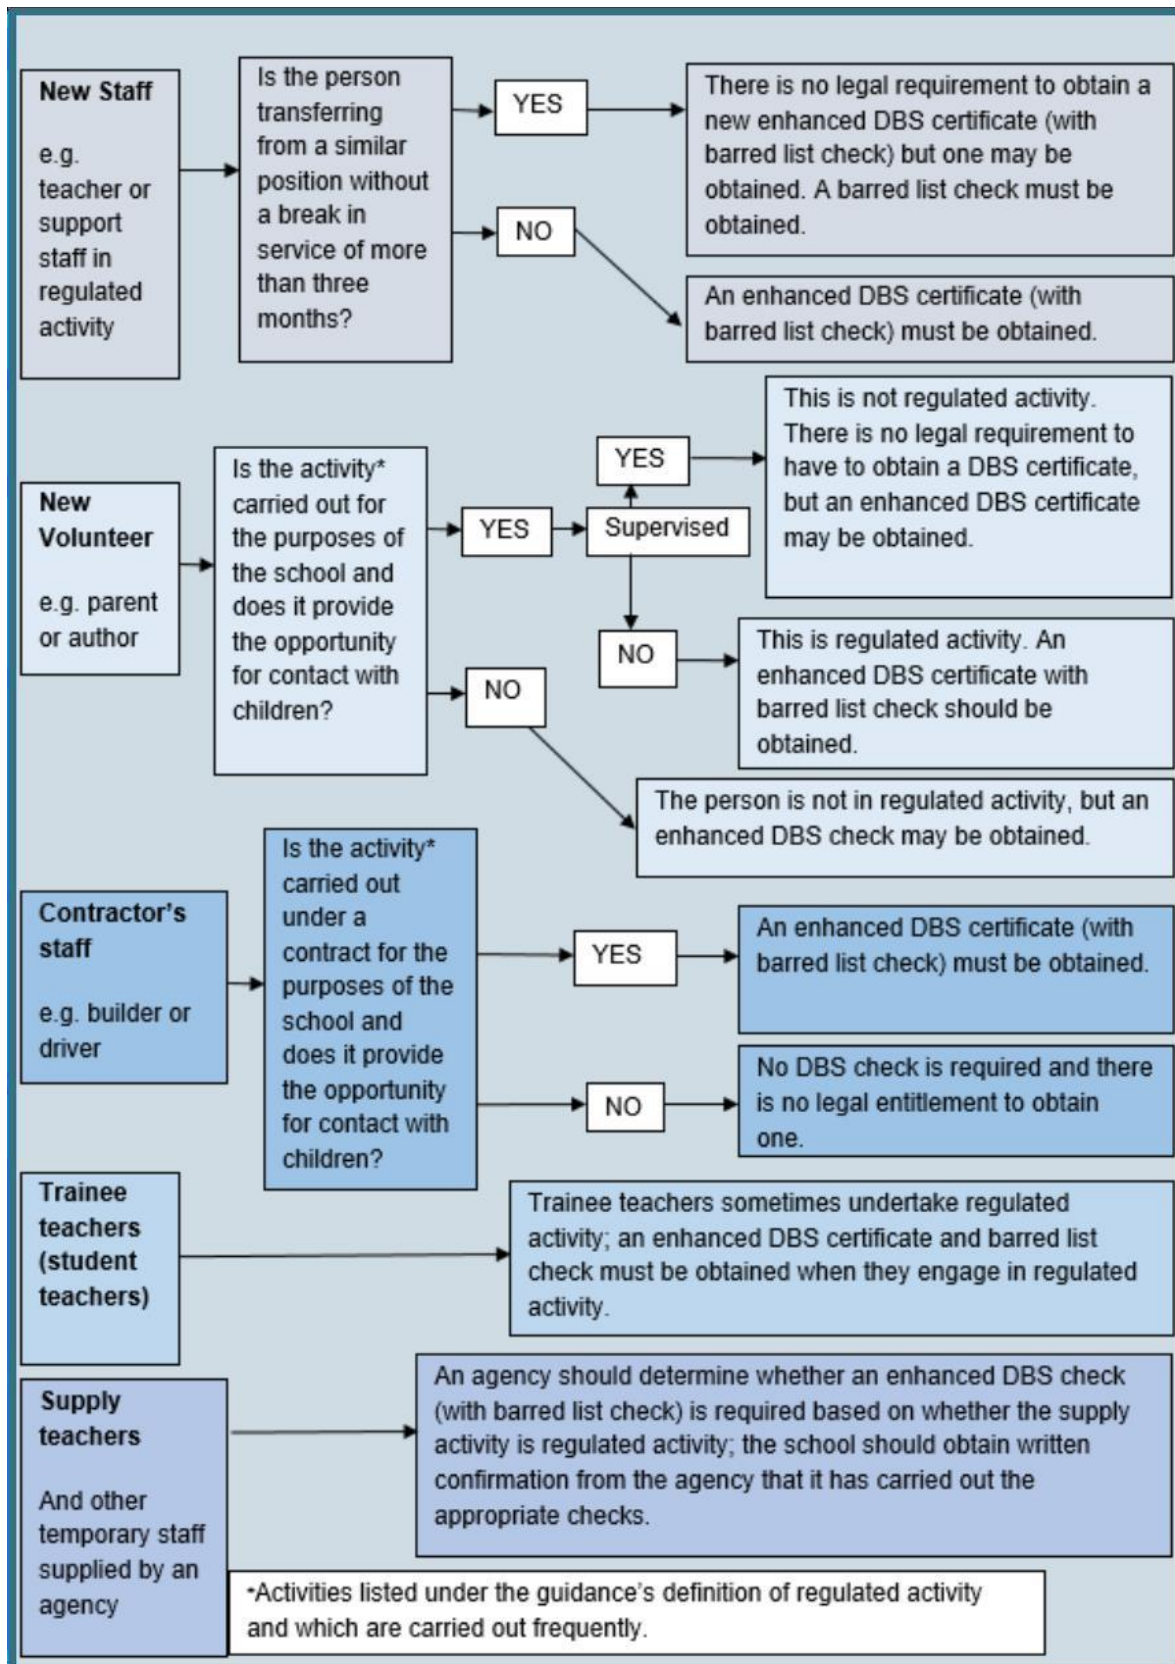 New Staff
e.g.
teacher or
support
staff in
regulated
activity
Is the person
transferring
from a similar
position without
a break in
service of more
than three
months?
YES
There is no legal requirement to obtain a
new enhanced DBS certificate (with
barred list check) but one may be
obtained. A barred list check must be
obtained.
NO
An enhanced DBS certificate (with
barred list check) must be obtained.
New
Volunteer
e.g. parent
or author
Is the activity*
carried out for
the purposes of
the school and
does it provide
the opportunity
for contact with
children?
YES
Supervised
YES
This is not regulated activity.
There is no legal requirement to
have to obtain a DBS certificate,
but an enhanced DBS certificate
may be obtained.
NO
This is regulated activity. An
enhanced DBS certificate with
barred list check should be
obtained.
NO
The person is not in regulated activity, but an
enhanced DBS check may be obtained.
Contractor's
staff
e.g. builder or
driver
Is the activity*
carried out
under a
contract for the
purposes of the
school and
does it provide
the opportunity
for contact with
children?
YES
An enhanced DBS certificate (with
barred list check) must be obtained.
NO
No DBS check is required and there
is no legal entitlement to obtain
one.
Trainee
teachers
(student
teachers)
Trainee teachers sometimes undertake regulated
activity; an enhanced DBS certificate and barred list
check must be obtained when they engage in regulated
activity.
Supply
teachers
And other
temporary staff
supplied by an
agency
An agency should determine whether an enhanced DBS check
(with barred list check) is required based on whether the supply
activity is regulated activity; the school should obtain written
confirmation from the agency that it has carried out the
appropriate checks.
*Activities listed under the guidance's definition of regulated activity
and which are carried out frequently.